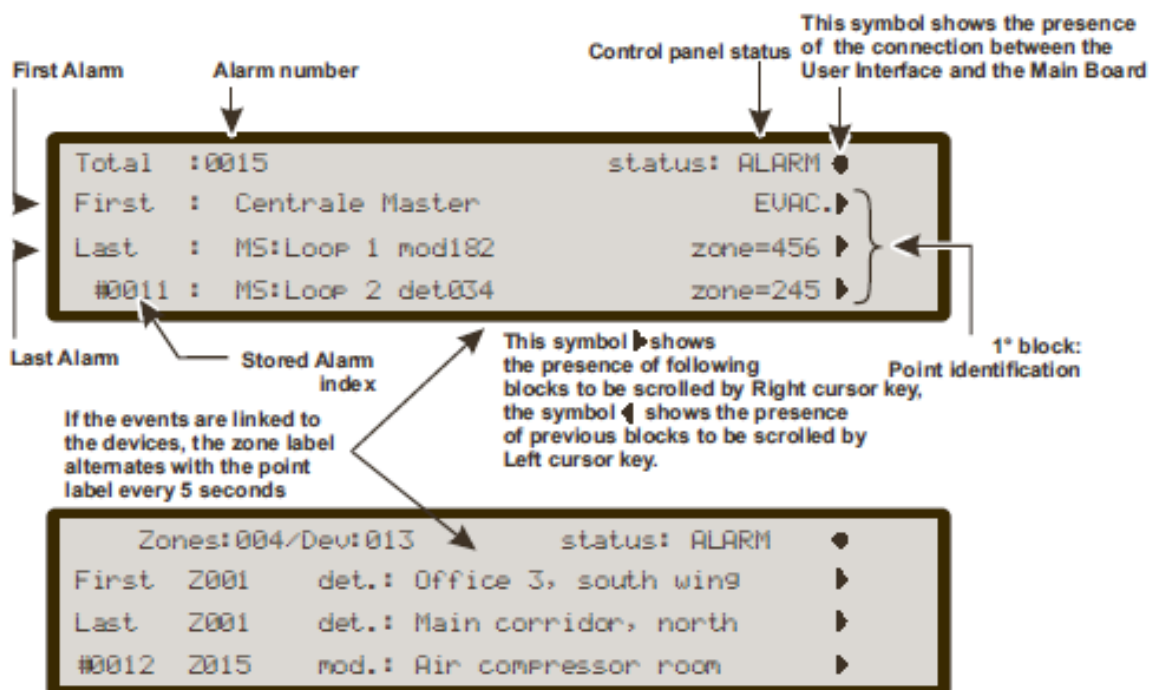 This symbol shows the presence
of the connection between the
User Interface and the Main Board
Control panel status
First Alarm
Alarm number
Total :0015 status: ALARM
First : Centrale Master EVAC.
Last : MS:Loop 1 mod182 zone=456
#0011 : MS:Loop 2 det034 zone=245
Last Alarm
Stored Alarm
index
This symbol shows
the presence of following
blocks to be scrolled by Right cursor key,
the symbol shows the presence
of previous blocks to be scrolled by
Left cursor key.
1° block:
Point identification
If the events are linked to
the devices, the zone label
alternates with the point
label every 5 seconds
Zones:004/Dev:013 status: ALARM
First Z001 det.: Office 3, south wing
Last Z001 det.: Main corridor, north
#0012 Z015 mod.: Air compressor room